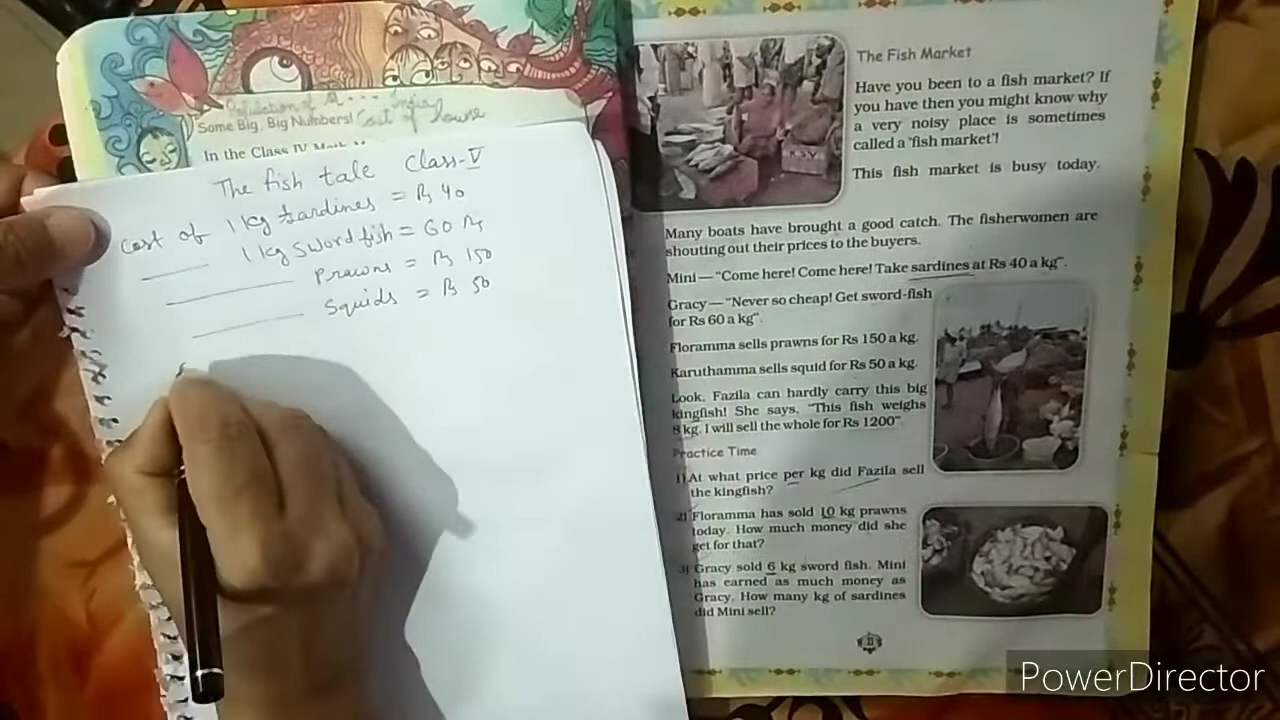 Population of
India
Some Big, Big Numbers! Cost of house
In the Class IV Math
The fish tale Class-V
Cost of 1 kg Sardines = Rs 40
1 kg Sword fish = 60 Rs
Prawns = Rs 150
Squids = Rs 50
The Fish Market
Have you been to a fish market? If
you have then you might know why
a very noisy place is sometimes
called a 'fish market'!
This fish market is busy today.
Many boats have brought a good catch. The fisherwomen are
shouting out their prices to the buyers.
Mini— "Come here! Come here! Take sardines at Rs 40 a kg".
Gracy— "Never so cheap! Get sword-fish
for Rs 60 a kg".
Floramma sells prawns for Rs 150 a kg.
Karuthamma sells squid for Rs 50 a kg.
Look, Fazila can hardly carry this big
kingfish! She says, "This fish weighs
8 kg. I will sell the whole for Rs 1200".
Practice Time
1) At what price per kg did Fazila sell
the kingfish?
2) Floramma has sold 10 kg prawns
today. How much money did she
get for that?
3) Gracy sold 6 kg sword fish. Mini
has earned as much money as
Gracy. How many kg of sardines
did Mini sell?
PowerDirector